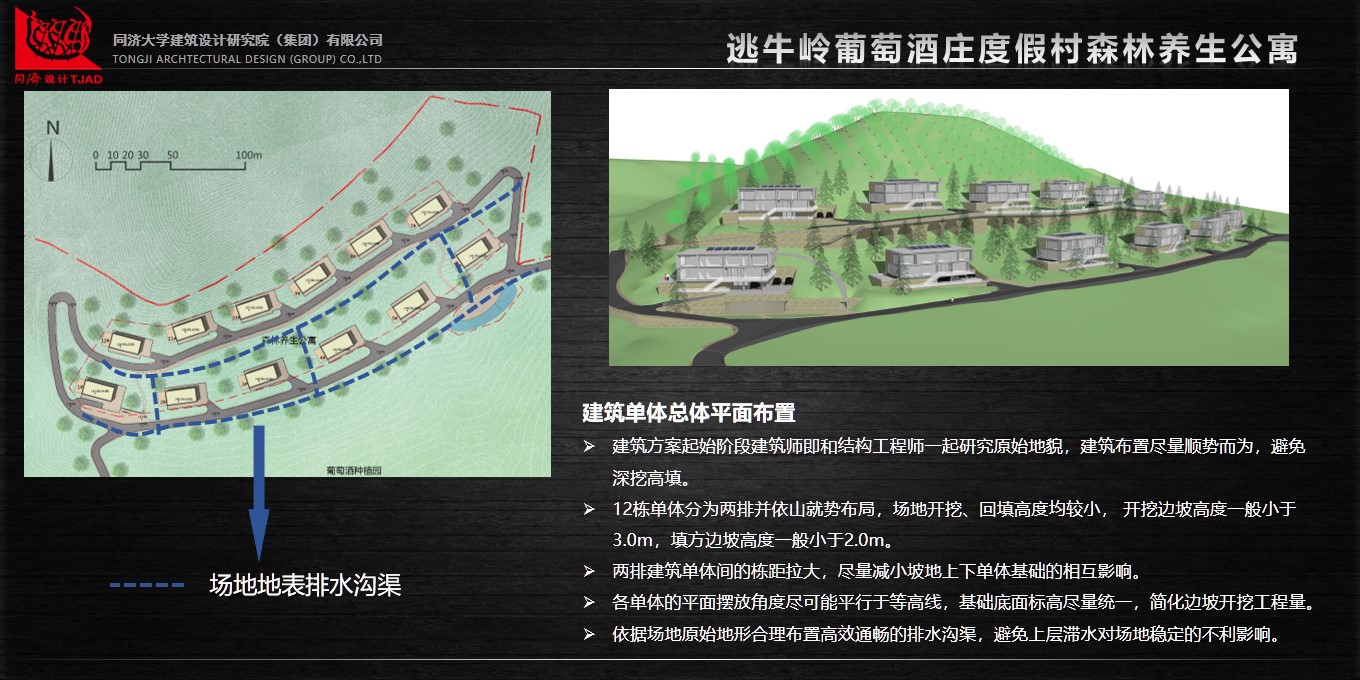 同济大学建筑设计研究院（集团）有限公司
TONGJI ARCHTECTURAL DESIGN (GROUP) CO.,LTD
同济设计TJAD
逃牛岭葡萄酒庄度假村森林养生公寓
N
0 10 20 30 50 100m
森林养生公寓
葡萄酒种植园
场地地表排水沟渠
建筑单体总体平面布置
➢ 建筑方案起始阶段建筑师即和结构工程师一起研究原始地貌，建筑布置尽量顺势而为，避免
深挖高填。
➢ 12栋单体分为两排并依山就势布局，场地开挖、回填高度均较小， 开挖边坡高度一般小于
3.0m，填方边坡高度一般小于2.0m。
➢ 两排建筑单体间的栋距拉大，尽量减小坡地上下单体基础的相互影响。
➢ 各单体的平面摆放角度尽可能平行于等高线，基础底面标高尽量统一，简化边坡开挖工程量。
➢ 依据场地原始地形合理布置高效通畅的排水沟渠，避免上层滞水对场地稳定的不利影响。